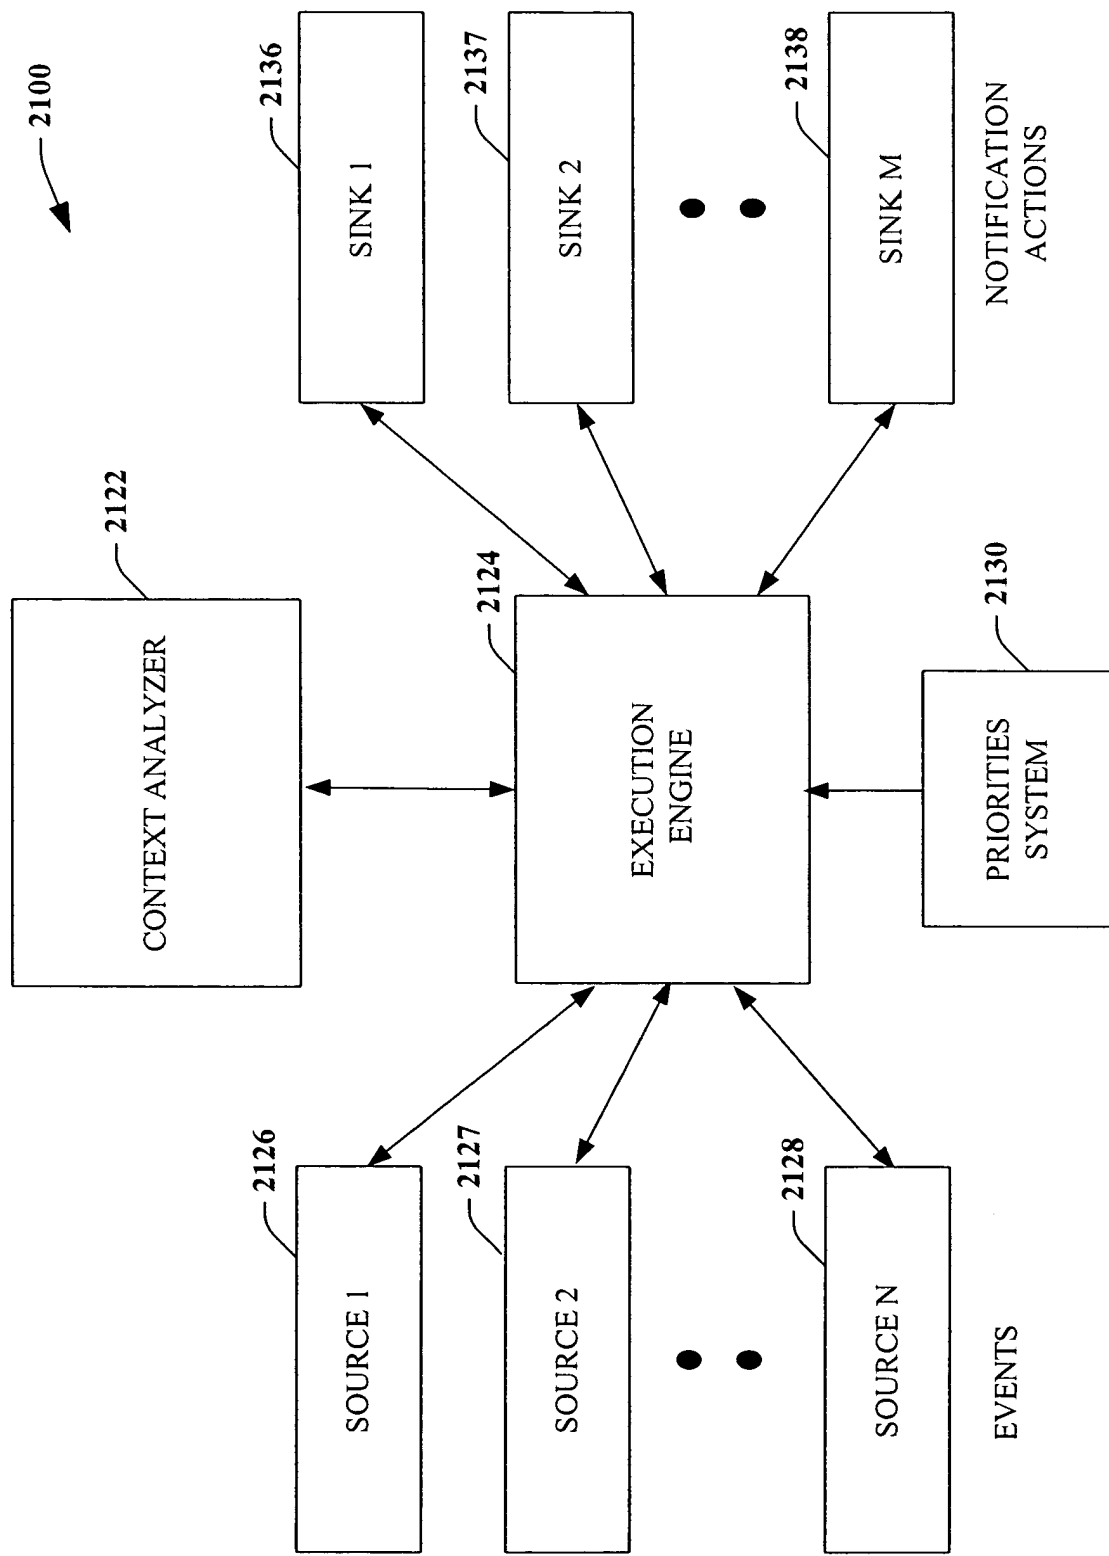 2100
CONTEXT ANALYZER
2122
SOURCE 1
2126
SOURCE 2
2127
SOURCE N
2128
EVENTS
EXECUTION
ENGINE
2124
PRIORITIES
SYSTEM
2130
SINK 1
2136
SINK 2
2137
SINK M
2138
NOTIFICATION
ACTIONS